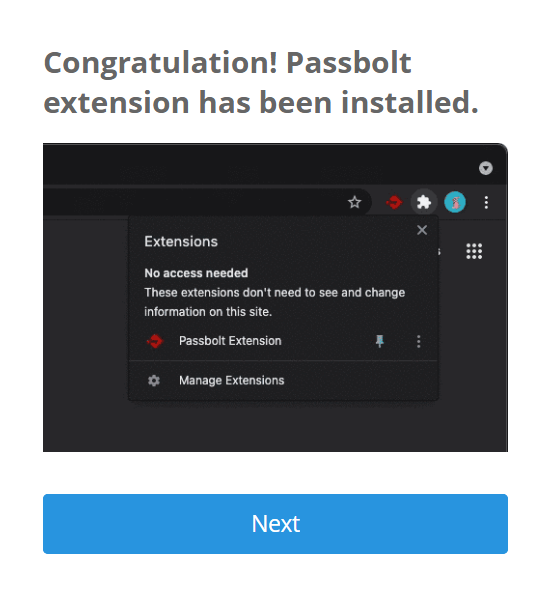 Congratulation! Passbolt
extension has been installed.
Extensions
No access needed
These extensions don't need to see and change
information on this site.
Passbolt Extension
Manage Extensions
Next